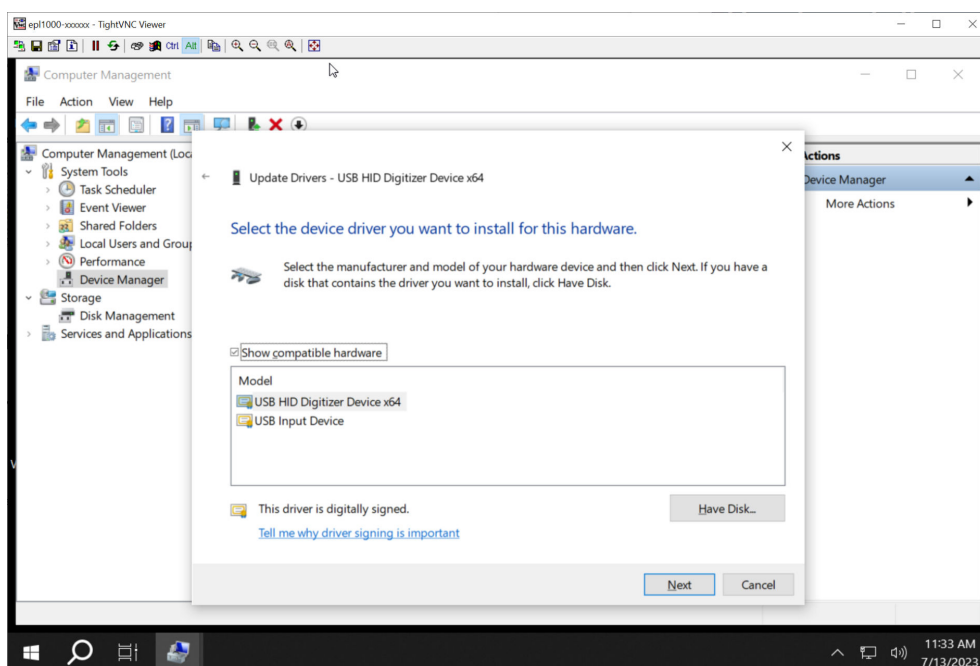 epl1000-xxxxxx - TightVNC Viewer
Ctrl Alt
Computer Management
File Action View Help
Computer Management (Loca
System Tools
Task Scheduler
Event Viewer
Shared Folders
Local Users and Group
Performance
Device Manager
Storage
Disk Management
Services and Applications
Update Drivers - USB HID Digitizer Device x64
Select the device driver you want to install for this hardware.
Select the manufacturer and model of your hardware device and then click Next. If you have a
disk that contains the driver you want to install, click Have Disk.
Show compatible hardware
Model
USB HID Digitizer Device x64
USB Input Device
This driver is digitally signed.
Have Disk...
Tell me why driver signing is important
Next Cancel
Actions
Device Manager
More Actions
11:33 AM
7/13/2023